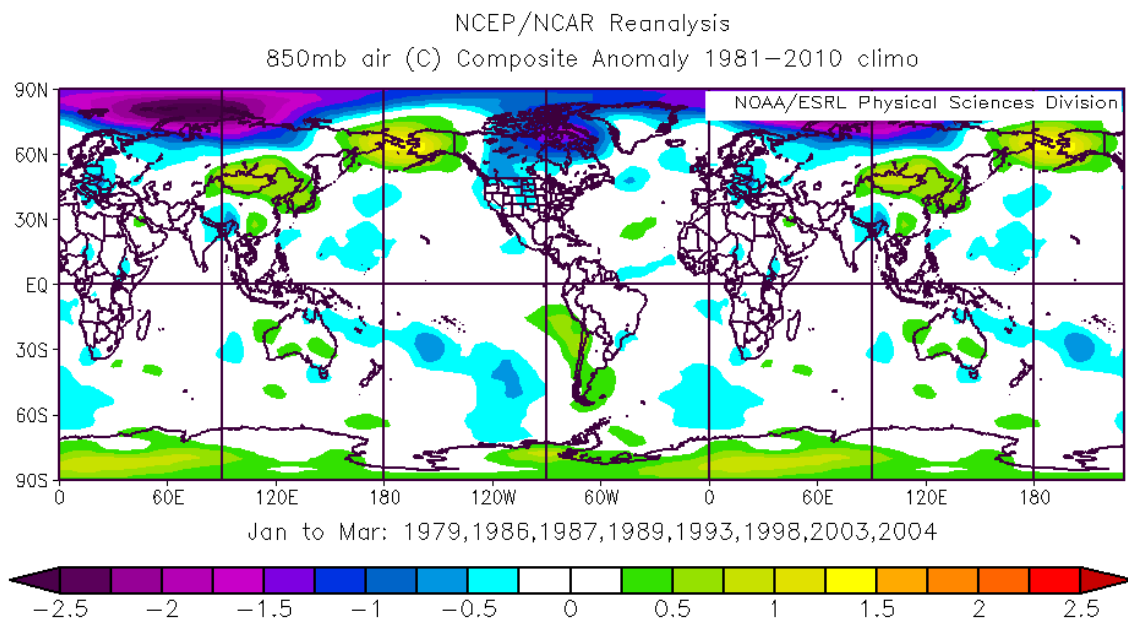 NCEP/NCAR Reanalysis
850mb air (C) Composite Anomaly 1981–2010 climo
NOAA/ESRL Physical Sciences Division
90N
60N
30N
EQ
30S
60S
90S
0 60E 120E 180 120W 60W 0 60E 120E 180
Jan to Mar: 1979,1986,1987,1989,1993,1998,2003,2004
−2.5 −2 −1.5 −1 −0.5 0 0.5 1 1.5 2 2.5